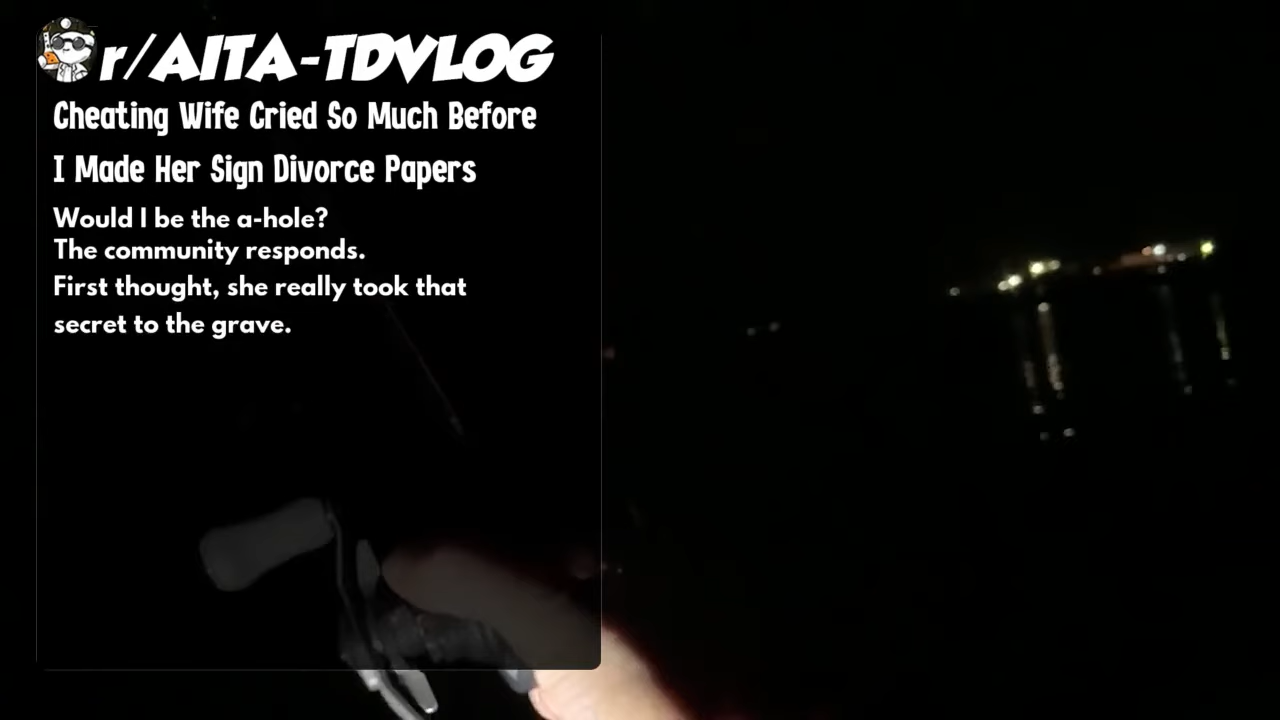 r/AITA-TDVLOG
Cheating Wife Cried So Much Before
I Made Her Sign Divorce Papers
Would I be the a-hole?
The community responds.
First thought, she really took that
secret to the grave.